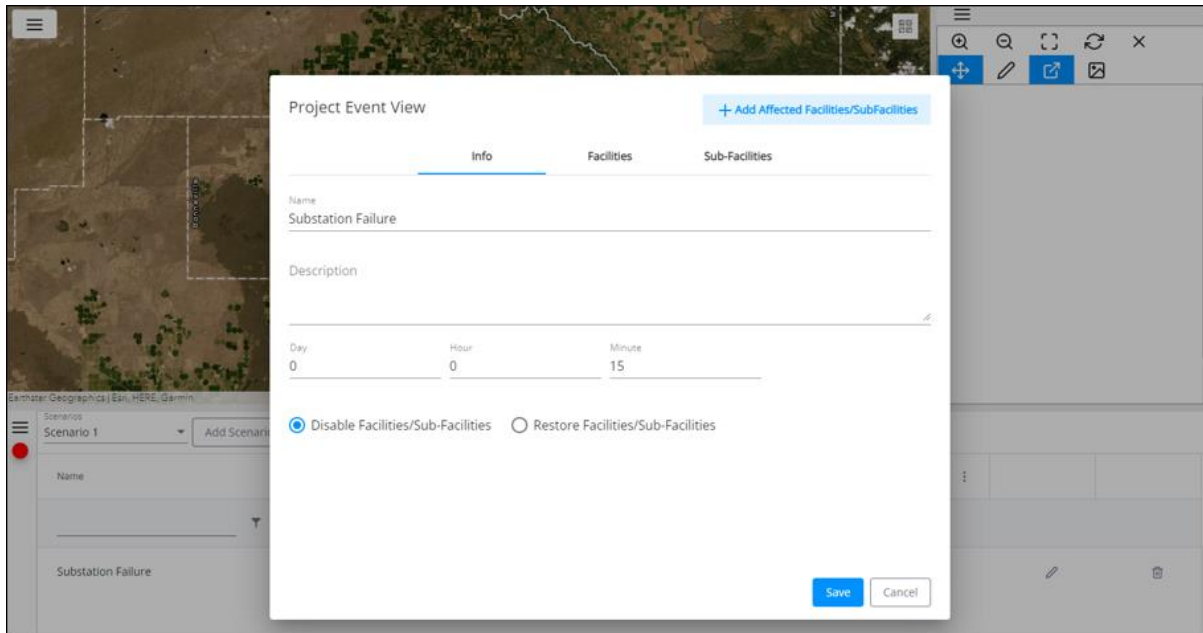 Project Event View
+ Add Affected Facilities/SubFacilities
Info Facilities Sub-Facilities
Name
Substation Failure
Description
Day Hour Minute
0 0 15
Bonneville
Earthstar Geographics | Esri, HERE, Garmin
Scenarios
Scenario 1 Add Scenario
Disable Facilities/Sub-Facilities Restore Facilities/Sub-Facilities
Name
Substation Failure
Save Cancel